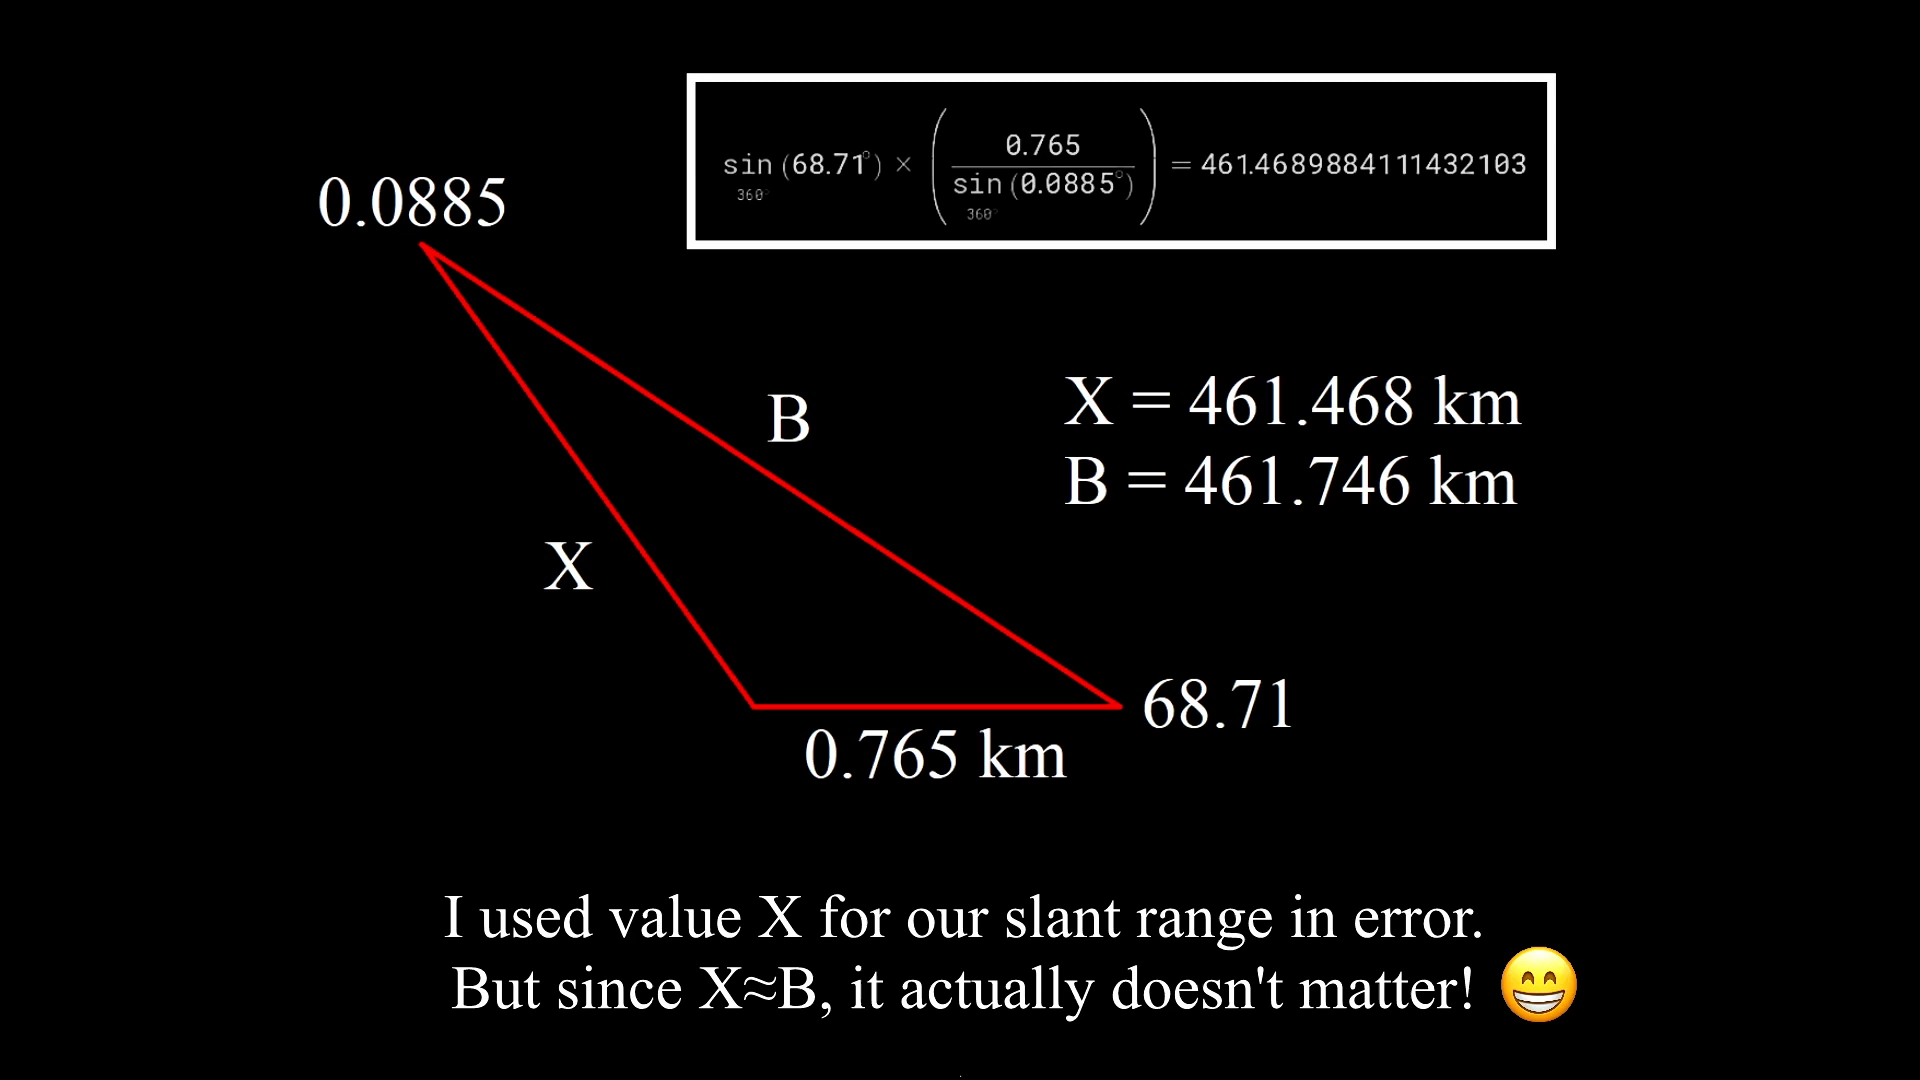 sin (68.71°) × ( 0.765 / sin (0.0885°) ) = 461.4689884111432103
360° 360°
0.0885
B
X = 461.468 km
B = 461.746 km
X
68.71
0.765 km
I used value X for our slant range in error.
But since X≈B, it actually doesn't matter! 😁